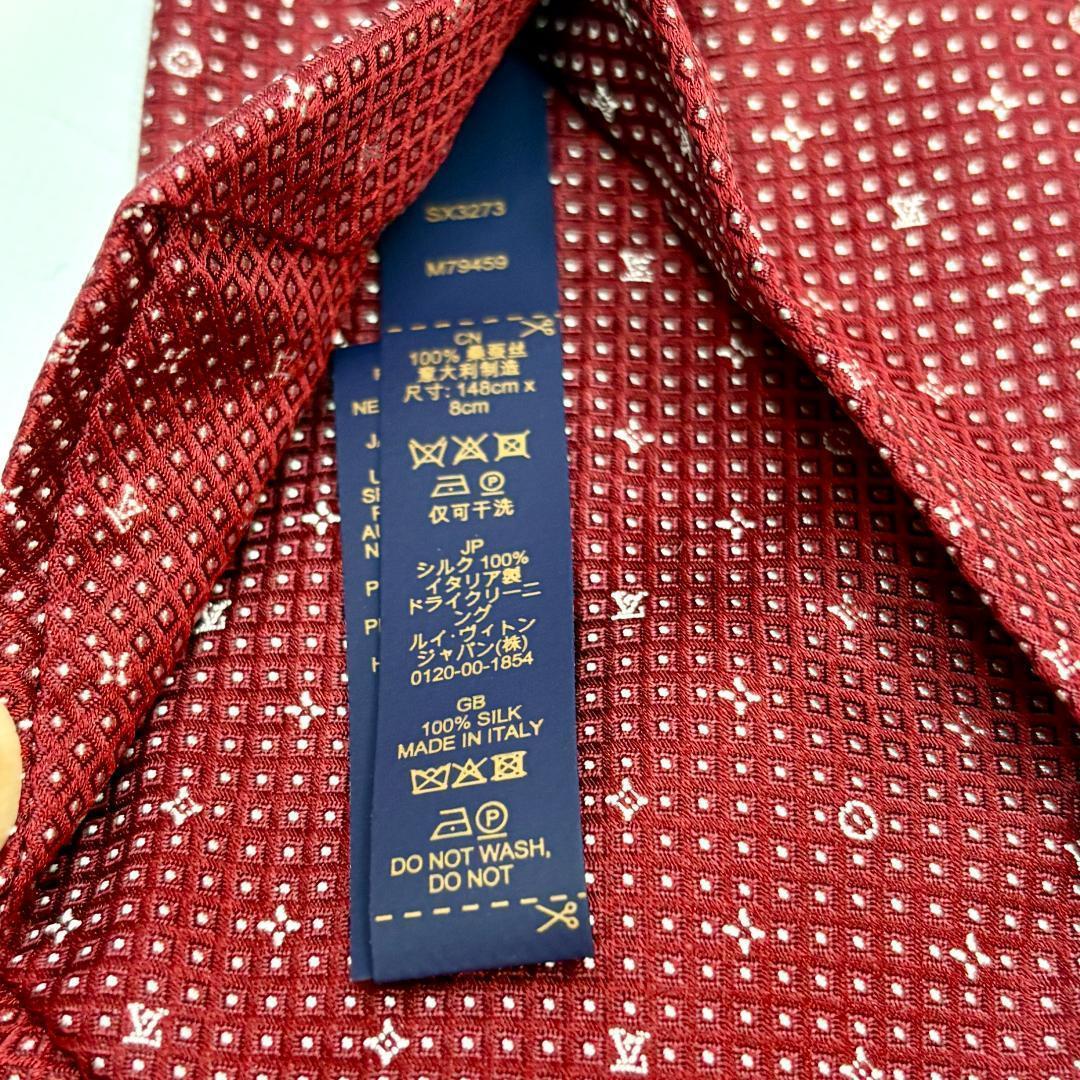 SX3273
M79459
CN
100% 桑蚕丝
意大利制造
尺寸: 148cm x
8cm
P
仅可干洗
JP
シルク 100%
イタリア製
ドライクリーニ
ング
ルイ・ヴィトン
ジャパン(株)
0120-00-1854
GB
100% SILK
MADE IN ITALY
P
DO NOT WASH,
DO NOT
NE